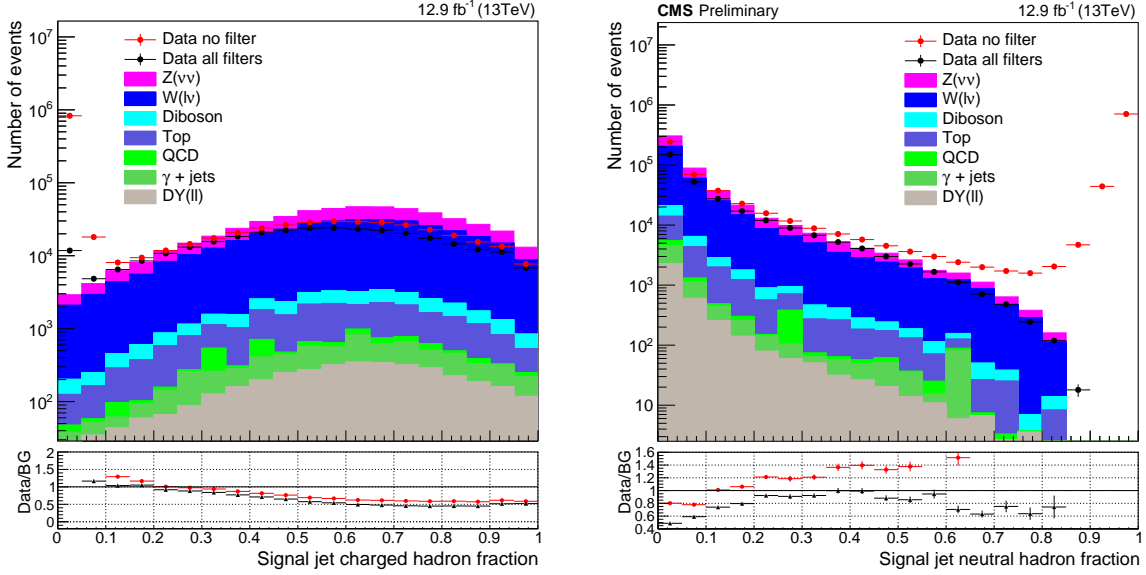 12.9 fb⁻¹ (13TeV)
Number of events
10⁷
10⁶
10⁵
10⁴
10³
10²
Data no filter
Data all filters
Z(νν)
W(lν)
Diboson
Top
QCD
γ + jets
DY(ll)
Data/BG
2
1.5
1
0.5
0
0 0.1 0.2 0.3 0.4 0.5 0.6 0.7 0.8 0.9 1
Signal jet charged hadron fraction
CMS Preliminary 12.9 fb⁻¹ (13TeV)
Number of events
10⁷
10⁶
10⁵
10⁴
10³
10²
10
Data no filter
Data all filters
Z(νν)
W(lν)
Diboson
Top
QCD
γ + jets
DY(ll)
Data/BG
1.6
1.4
1.2
1
0.8
0.6
0.4
0 0.1 0.2 0.3 0.4 0.5 0.6 0.7 0.8 0.9 1
Signal jet neutral hadron fraction